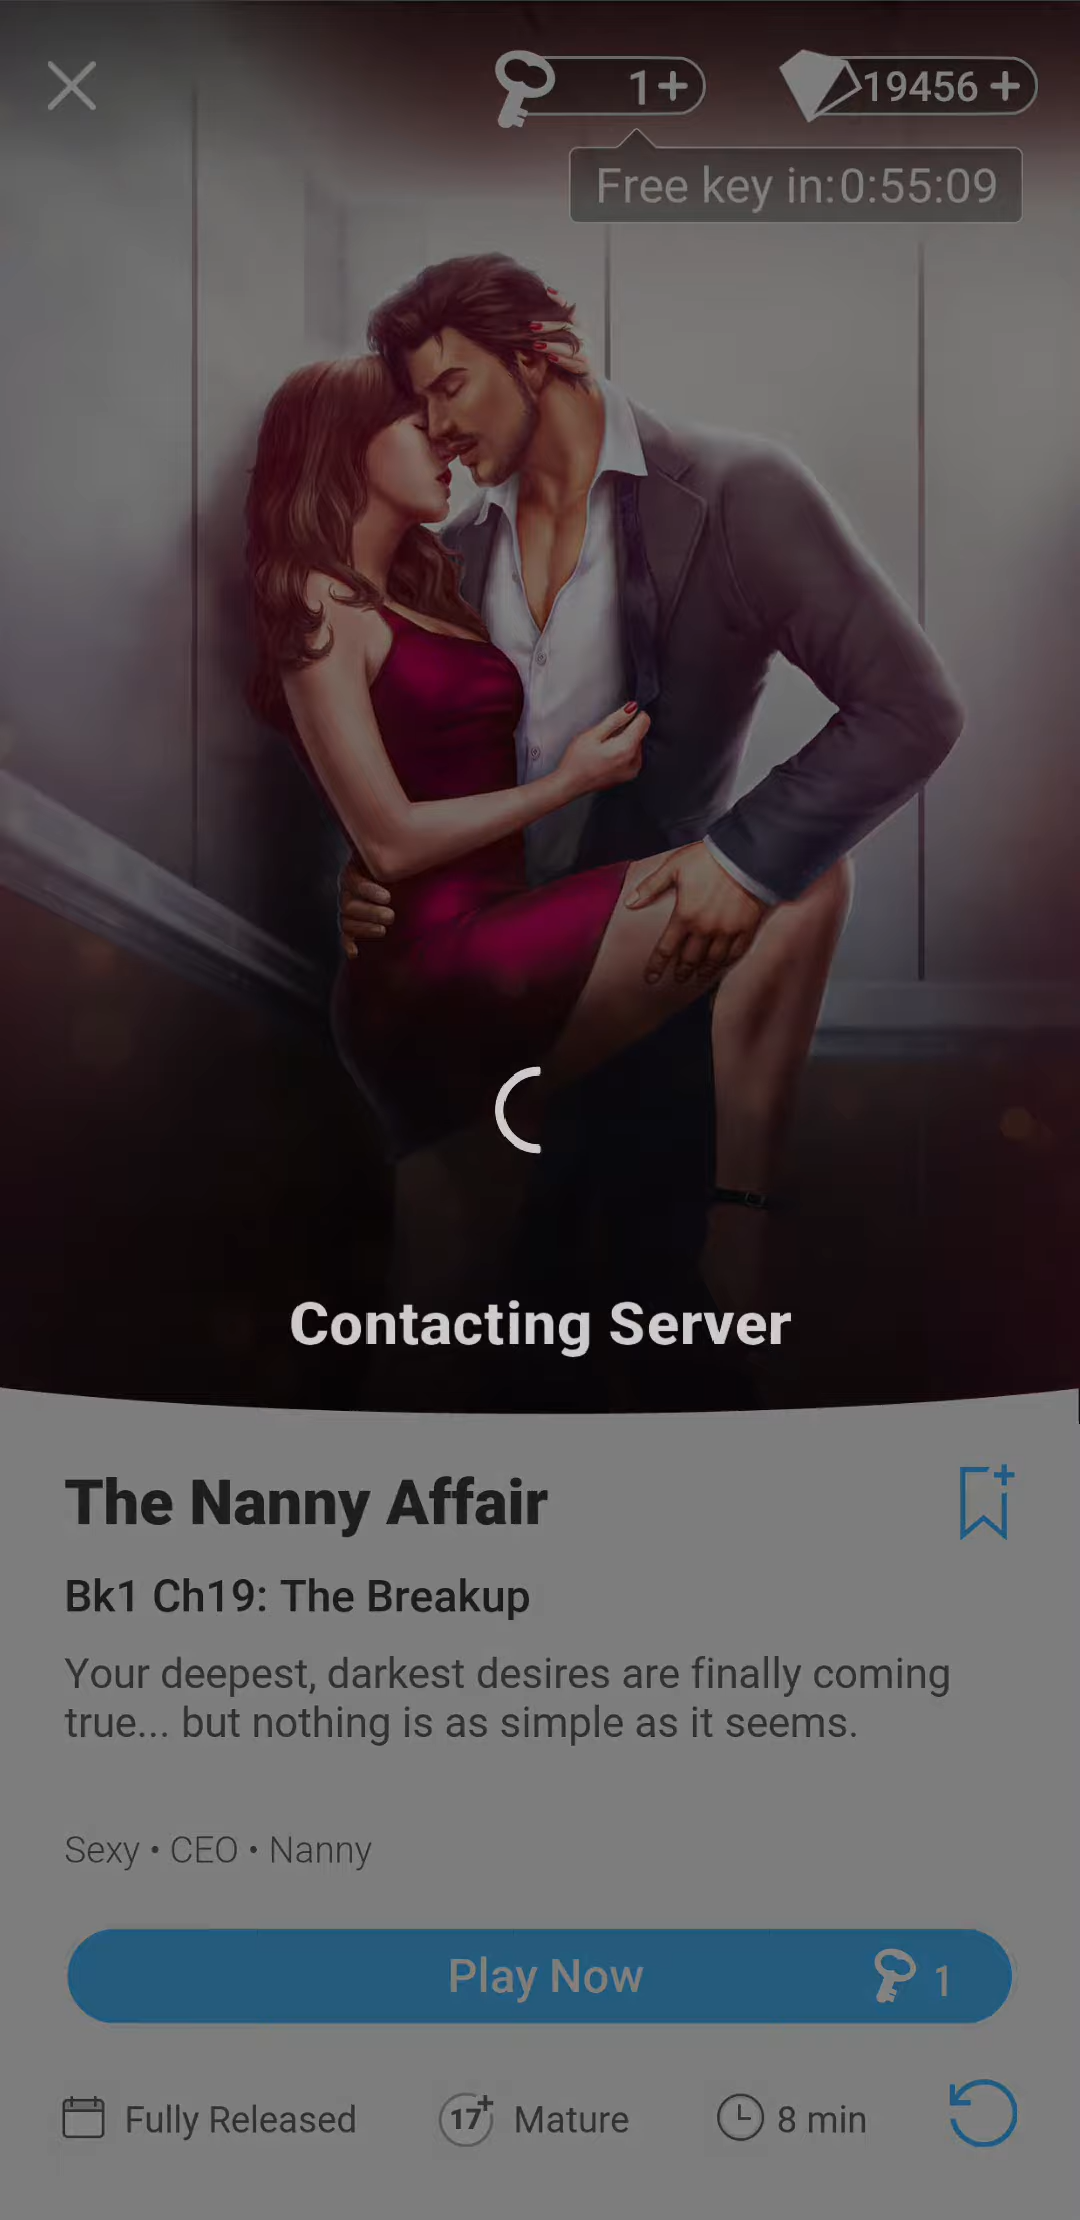 1+
19456 +
Free key in:0:55:09
Contacting Server
The Nanny Affair
Bk1 Ch19: The Breakup
Your deepest, darkest desires are finally coming
true... but nothing is as simple as it seems.
Sexy • CEO • Nanny
Play Now 1
Fully Released 17+ Mature 8 min